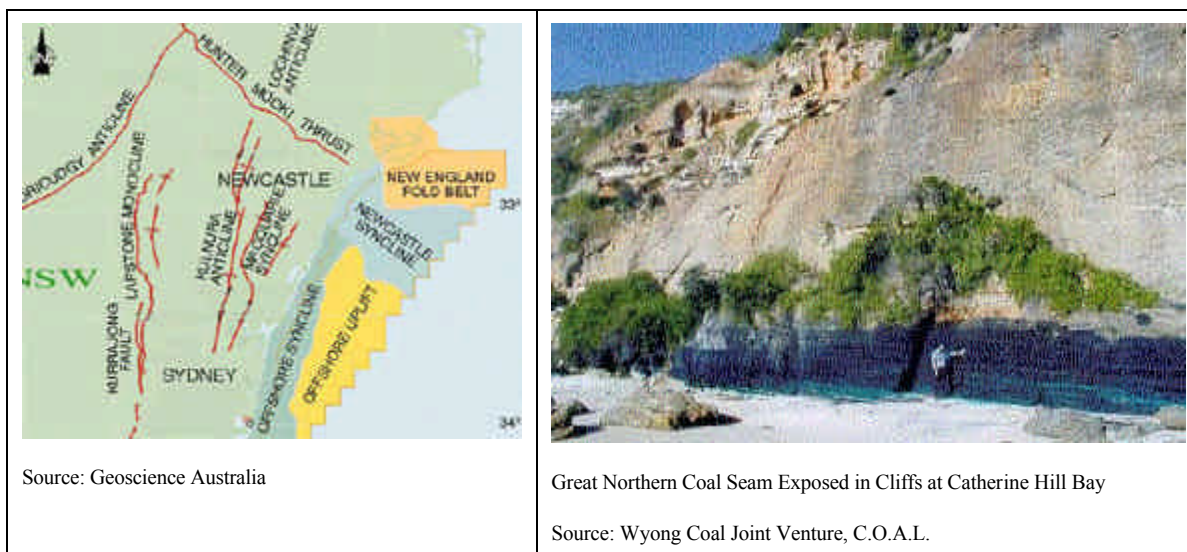 LOCHINV
ANTICLINE
HUNTER
MOOKI THRUST
ANTICLINE
LAPSTONE MONOCLINE
NEWCASTLE
NEW ENGLAND
FOLD BELT
33°
NEWCASTLE
SYNCLINE
KULNURA
ANTICLINE
SYNCLINE
NSW
KURRAJONG
FAULT
SYDNEY
OFFSHORE SYNCLINE
OFFSHORE UPLIFT
34°
Source: Geoscience Australia
Great Northern Coal Seam Exposed in Cliffs at Catherine Hill Bay
Source: Wyong Coal Joint Venture, C.O.A.L.